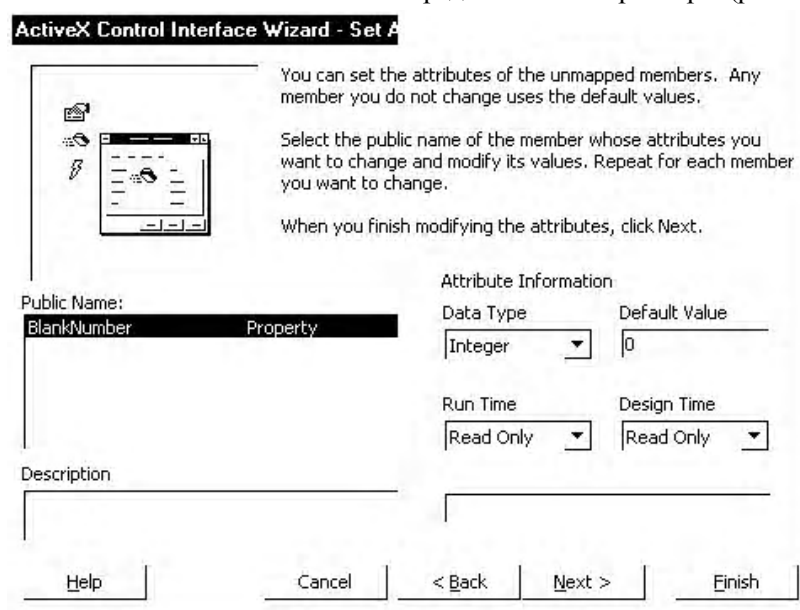 ActiveX Control Interface Wizard - Set A
You can set the attributes of the unmapped members. Any
member you do not change uses the default values.
Select the public name of the member whose attributes you
want to change and modify its values. Repeat for each member
you want to change.
When you finish modifying the attributes, click Next.
Attribute Information
Public Name:
Data Type Default Value
BlankNumber Property
Integer 0
Run Time Design Time
Read Only Read Only
Description
Help Cancel < Back Next > Finish